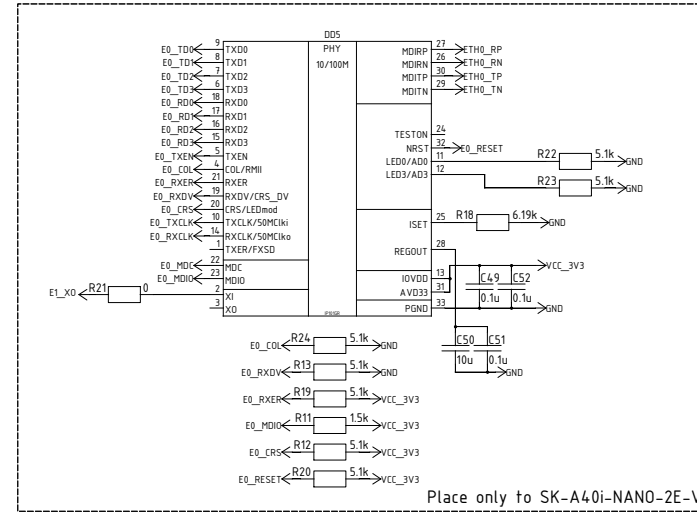 DD5
PHY
10/100M
E0_TD0 9 TXD0
E0_TD1 8 TXD1
E0_TD2 7 TXD2
E0_TD3 6 TXD3
E0_RD0 18 RXD0
E0_RD1 17 RXD1
E0_RD2 16 RXD2
E0_RD3 15 RXD3
E0_TXEN 5 TXEN
E0_COL 4 COL/RMII
E0_RXER 21 RXER
E0_RXDV 19 RXDV/CRS_DV
E0_CRS 20 CRS/LEDmod
E0_TXCLK 10 TXCLK/50MClki
E0_RXCLK 14 RXCLK/50MClko
1 TXER/FXSD
E0_MDC 22 MDC
E0_MDIO 23 MDIO
E1_XO R21 0 2 XI
3 XO
MDIRP 27 ETH0_RP
MDIRN 26 ETH0_RN
MDITP 30 ETH0_TP
MDITN 29 ETH0_TN
TESTON 24
NRST 32 E0_RESET
LED0/AD0 11 R22 5.1k GND
LED3/AD3 12 R23 5.1k GND
ISET 25 R18 6.19k GND
REGOUT 28
VCC_3V3
IOVDD 13 C49 C52
AVD33 31 0.1u 0.1u
PGND 33 GND
C50 C51
10u 0.1u
GND
E0_COL R24 5.1k GND
E0_RXDV R13 5.1k GND
E0_RXER R19 5.1k VCC_3V3
E0_MDIO R11 1.5k VCC_3V3
E0_CRS R12 5.1k VCC_3V3
E0_RESET R20 5.1k VCC_3V3
Place only to SK-A40i-NANO-2E-V